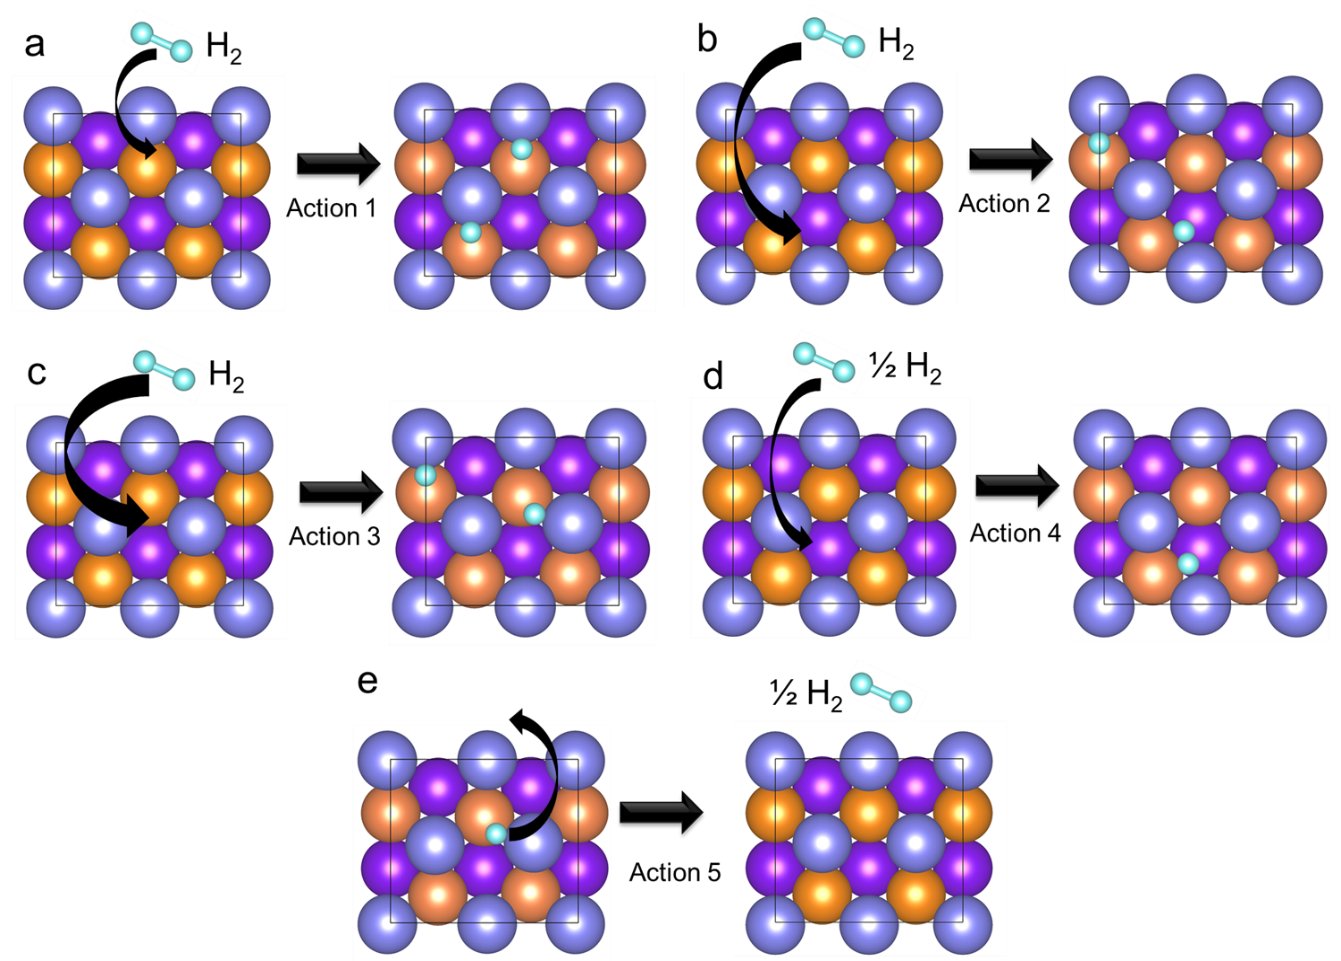 a
H₂
Action 1
b
H₂
Action 2
c
H₂
Action 3
d
½ H₂
Action 4
e
½ H₂
Action 5